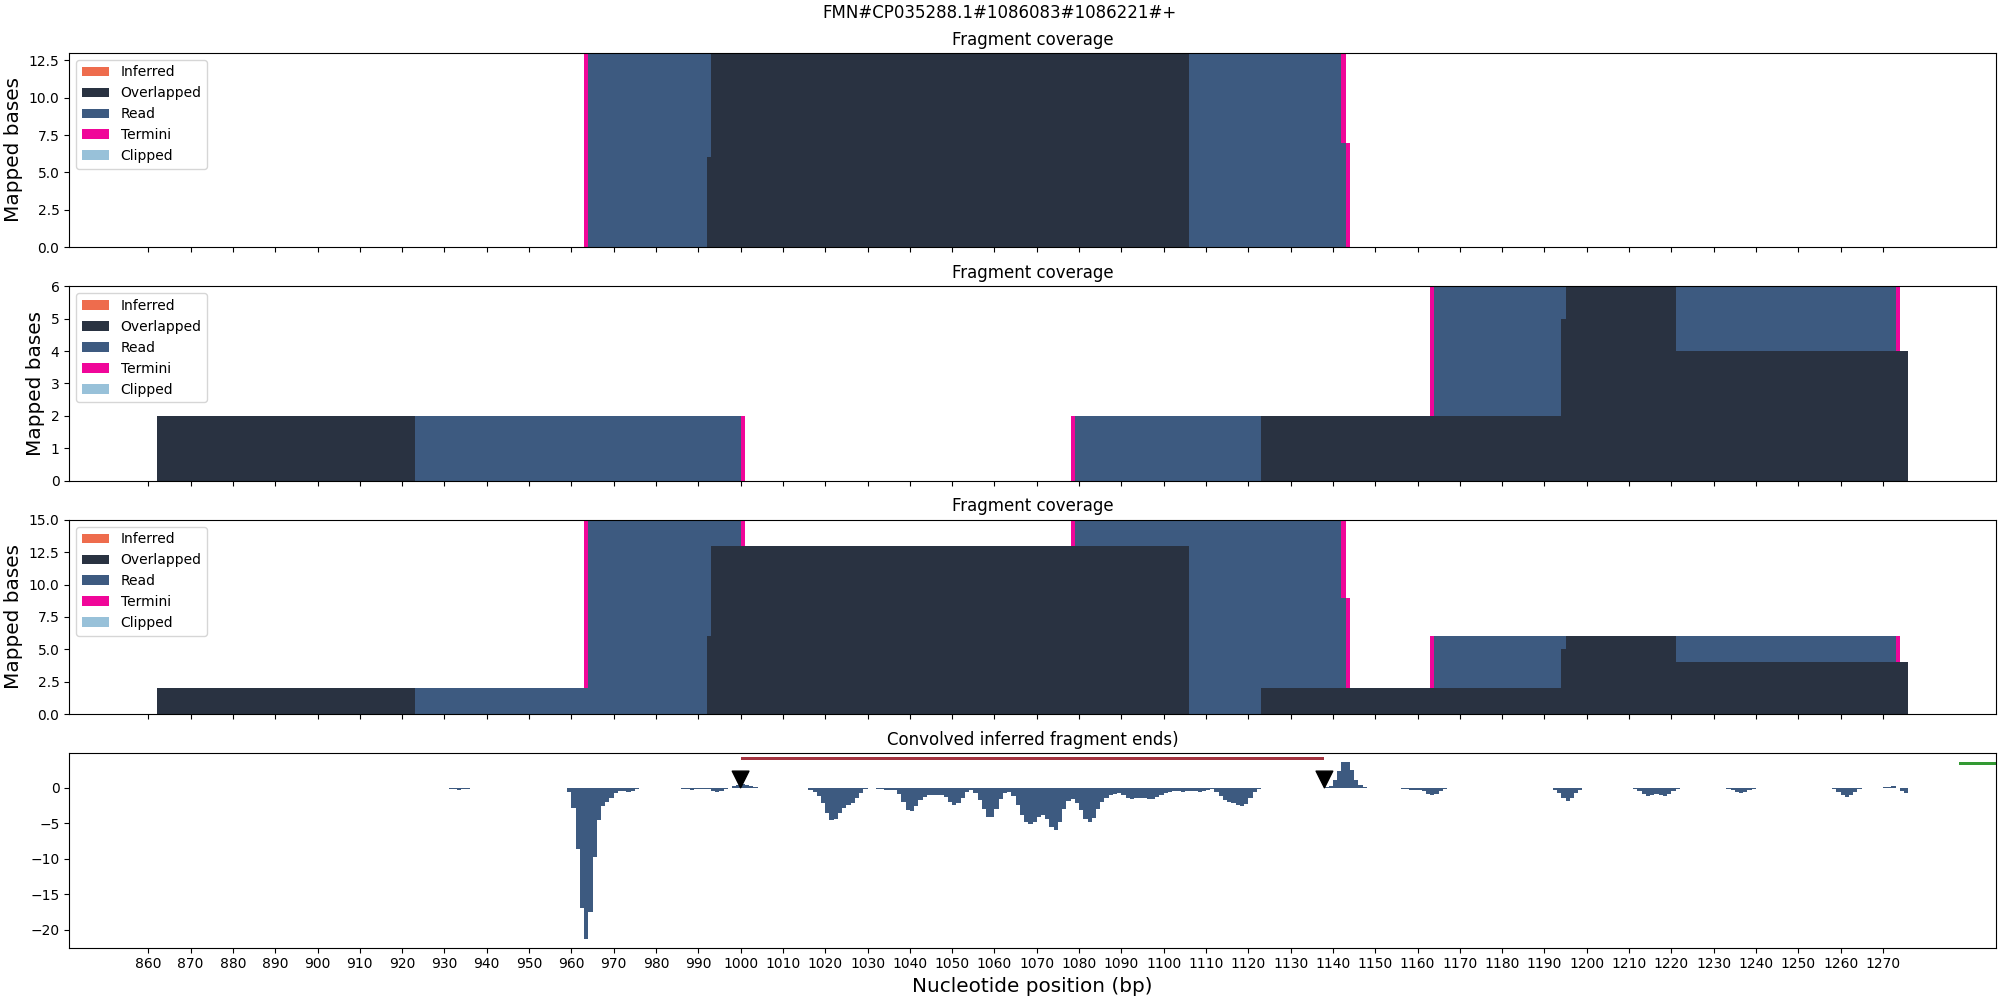 FMN#CP035288.1#1086083#1086221#+
Fragment coverage
Mapped bases
12.5
10.0
7.5
5.0
2.5
0.0
Inferred
Overlapped
Read
Termini
Clipped
Fragment coverage
Mapped bases
6
5
4
3
2
1
0
Inferred
Overlapped
Read
Termini
Clipped
Fragment coverage
Mapped bases
15.0
12.5
10.0
7.5
5.0
2.5
0.0
Inferred
Overlapped
Read
Termini
Clipped
Convolved inferred fragment ends)
0
−5
−10
−15
−20
860 870 880 890 900 910 920 930 940 950 960 970 980 990 1000 1010 1020 1030 1040 1050 1060 1070 1080 1090 1100 1110 1120 1130 1140 1150 1160 1170 1180 1190 1200 1210 1220 1230 1240 1250 1260 1270
Nucleotide position (bp)